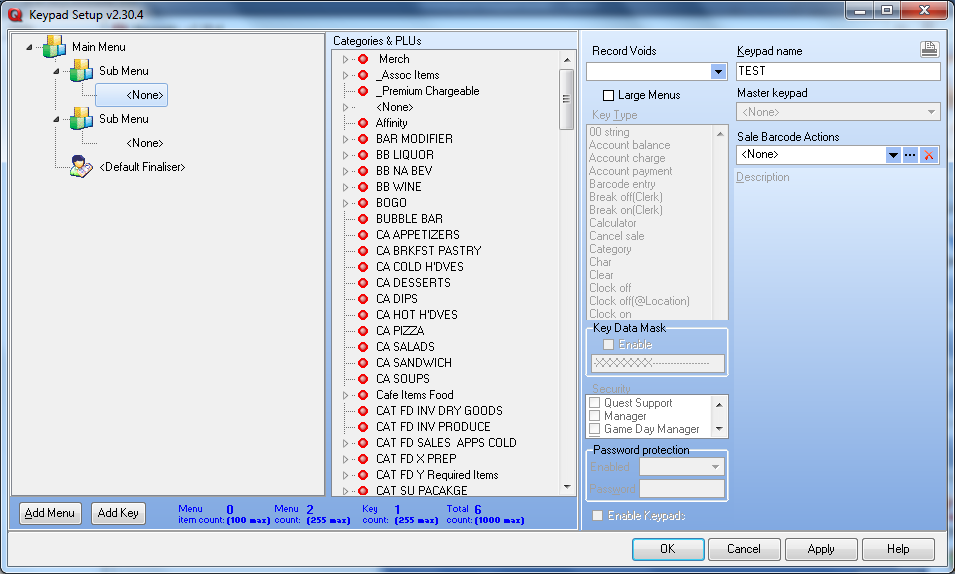 Keypad Setup v2.30.4
Main Menu
Sub Menu
<None>
Sub Menu
<None>
<Default Finaliser>
Add Menu
Add Key
Categories & PLUs
Merch
_Assoc Items
_Premium Chargeable
<None>
Affinity
BAR MODIFIER
BB LIQUOR
BB NA BEV
BB WINE
BOGO
BUBBLE BAR
CA APPETIZERS
CA BRKFST PASTRY
CA COLD H'DVES
CA DESSERTS
CA DIPS
CA HOT H'DVES
CA PIZZA
CA SALADS
CA SANDWICH
CA SOUPS
Cafe Items Food
CAT FD INV DRY GOODS
CAT FD INV PRODUCE
CAT FD SALES  APPS COLD
CAT FD X PREP
CAT FD Y Required Items
CAT SU PACAKGE
Menu 0 Menu 2 Key 1 Total 6
item count: (100 max) count: (255 max) count: (255 max) count: (1000 max)
Record Voids
Large Menus
Key Type
00 string
Account balance
Account charge
Account payment
Barcode entry
Break off(Clerk)
Break on(Clerk)
Calculator
Cancel sale
Category
Char
Clear
Clock off
Clock off(@Location)
Clock on
Key Data Mask
Enable
XXXXXXXX------------------
Security
Quest Support
Manager
Game Day Manager
Password protection
Enabled
Password
Enable Keypads
Keypad name
TEST
Master keypad
<None>
Sale Barcode Actions
<None>
Description
OK
Cancel
Apply
Help